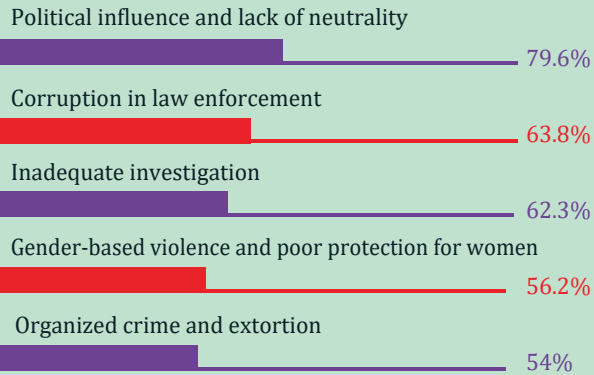 Political influence and lack of neutrality
79.6%
Corruption in law enforcement
63.8%
Inadequate investigation
62.3%
Gender-based violence and poor protection for women
56.2%
Organized crime and extortion
54%